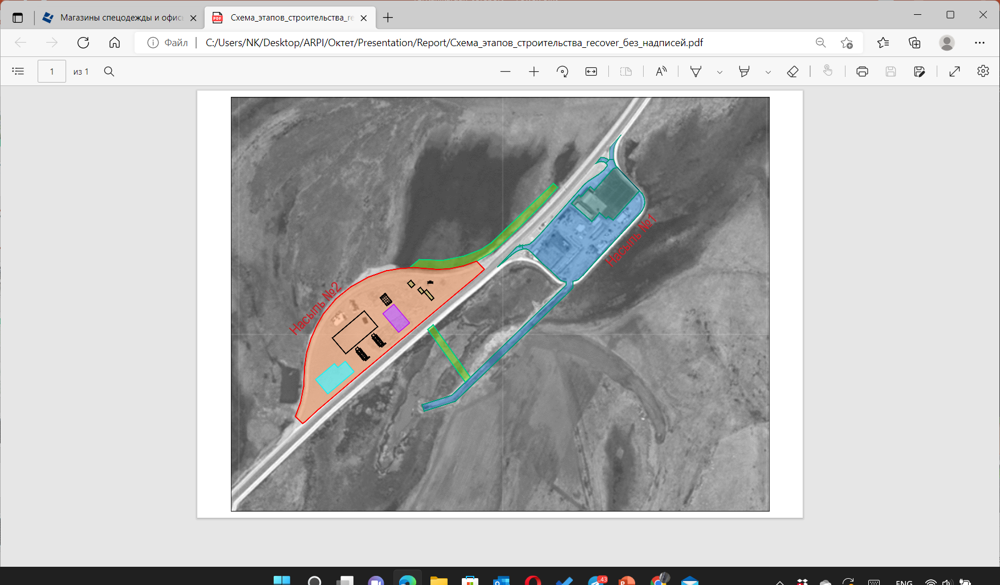 Магазины спецодежды и офис
Схема_этапов_строительства_re
Файл
C:/Users/NK/Desktop/ARPI/Октет/Presentation/Report/Схема_этапов_строительства_recover_без_надписей.pdf
1
из 1
Насыпь №1
Насыпь №2
43
ENG